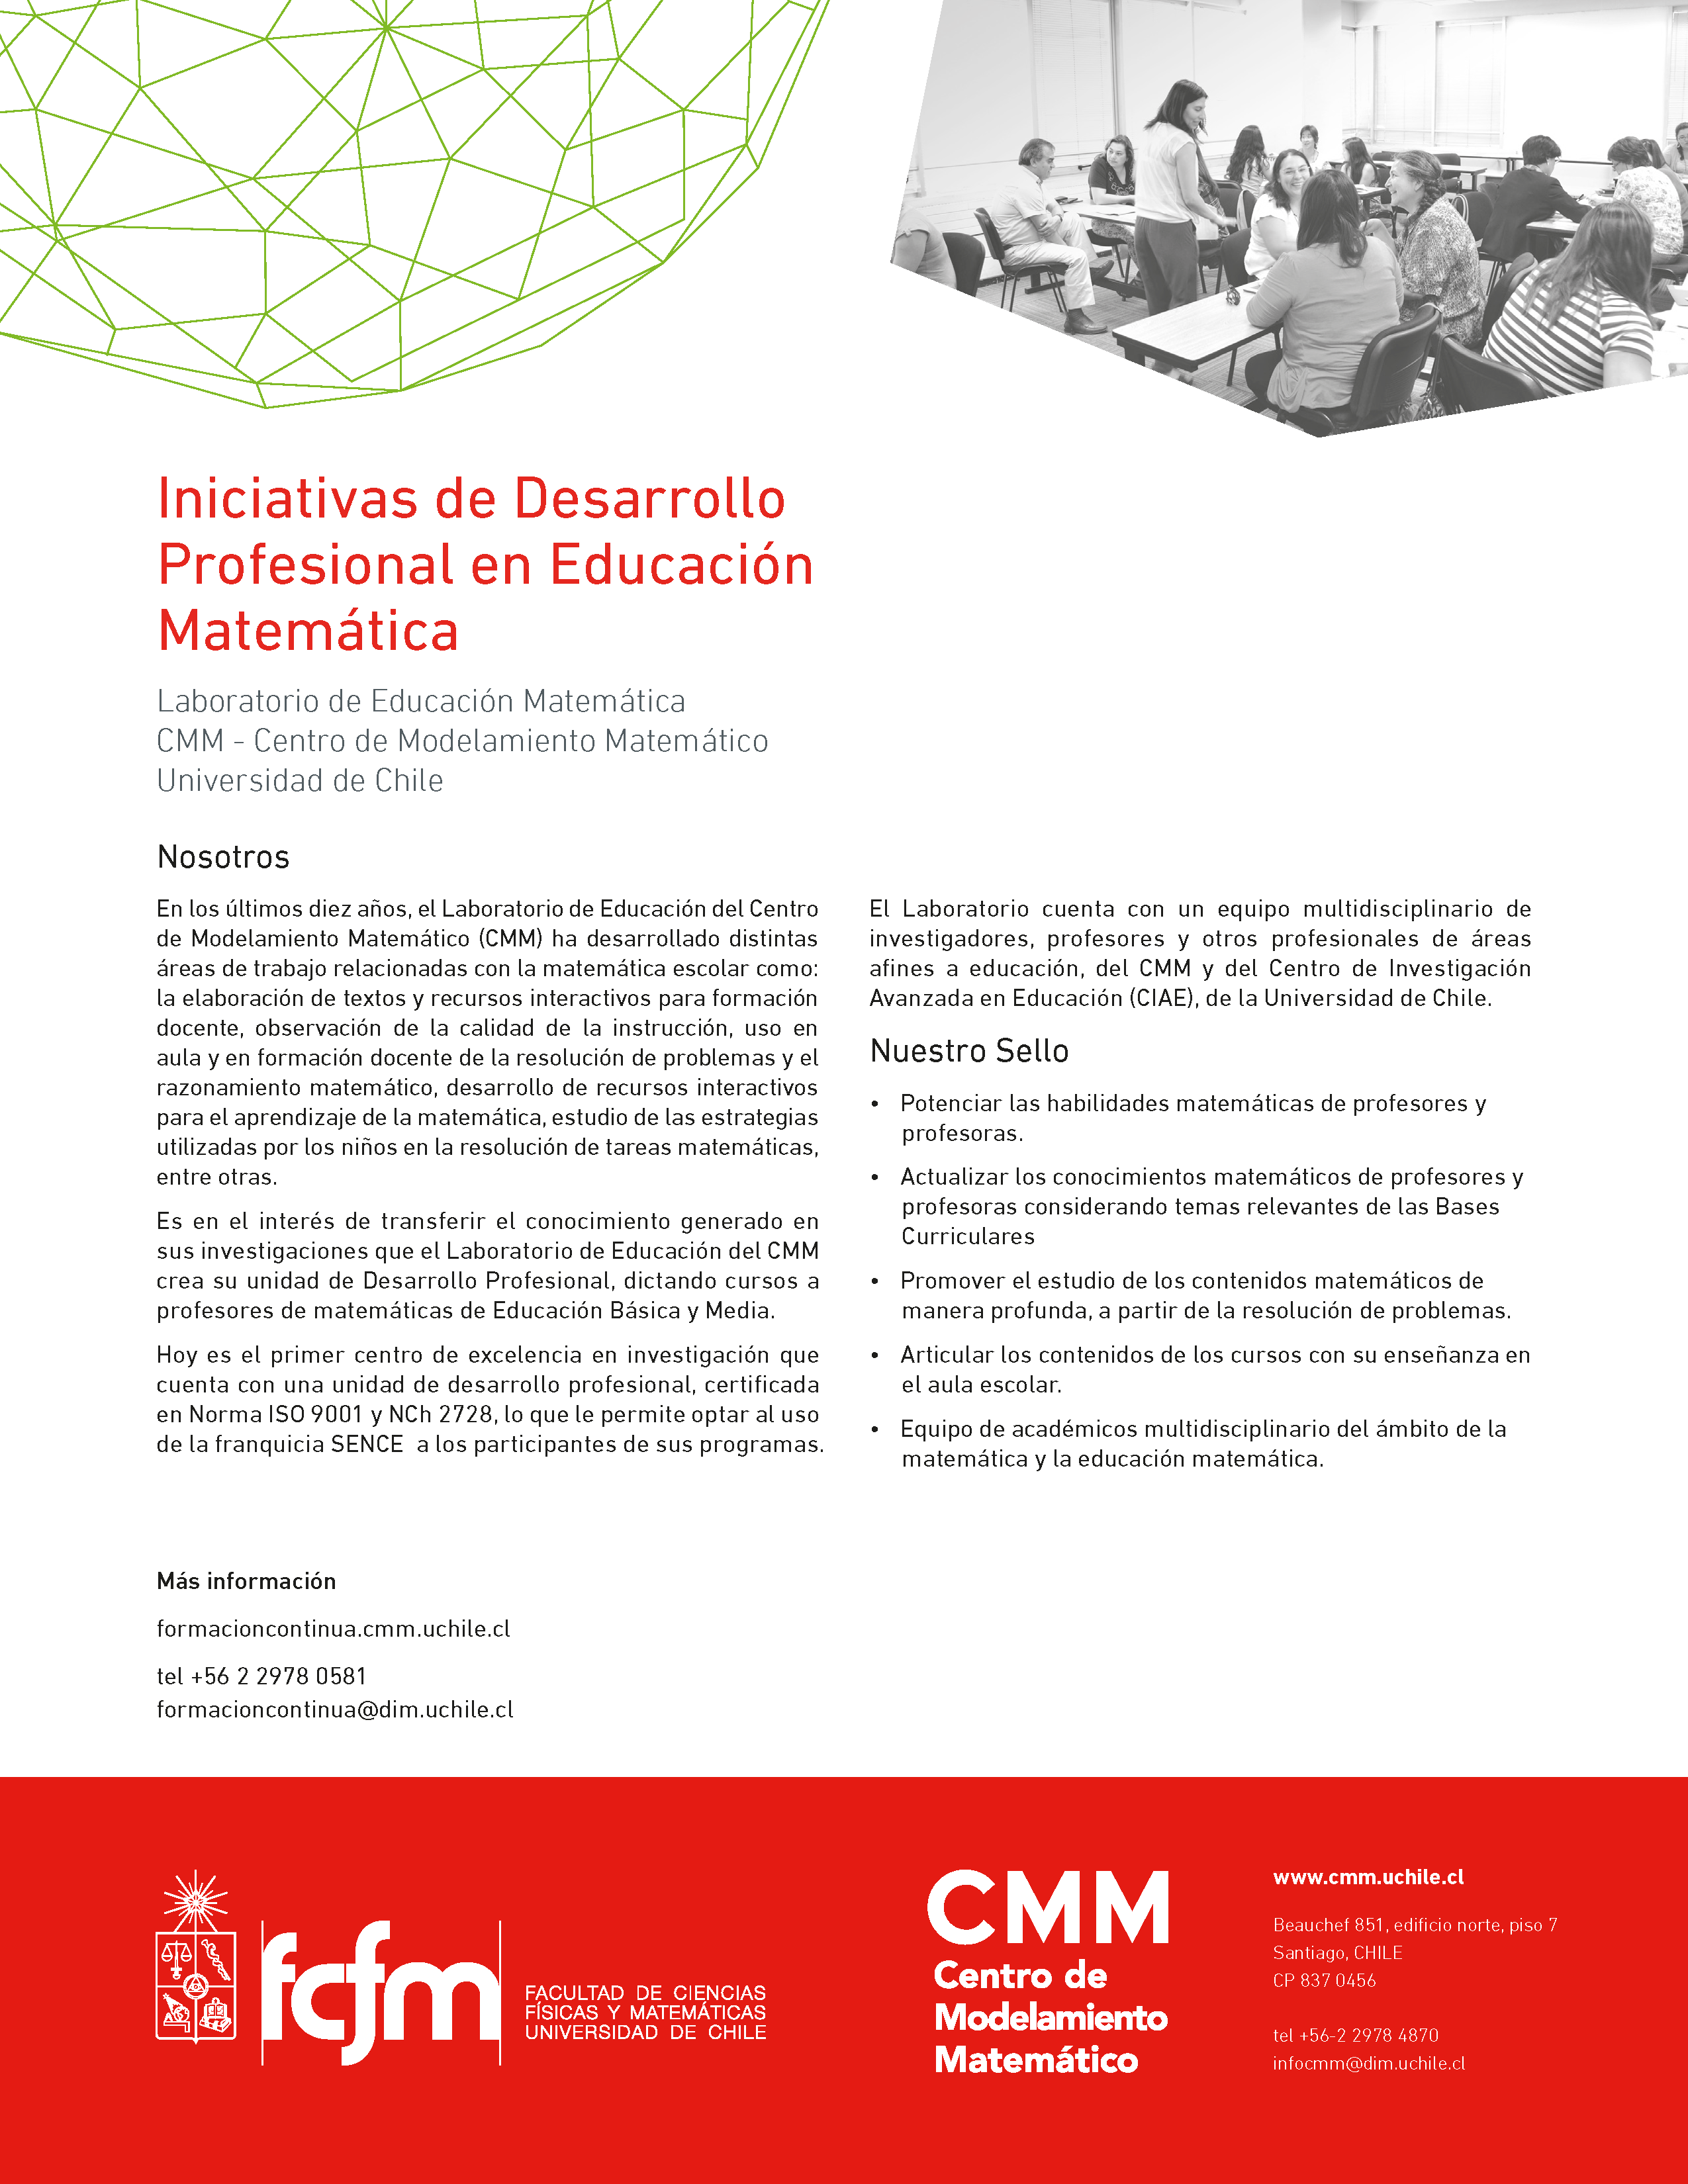 Iniciativas de Desarrollo
Profesional en Educación
Matemática
Laboratorio de Educación Matemática
CMM - Centro de Modelamiento Matemático
Universidad de Chile
Nosotros
En los últimos diez años, el Laboratorio de Educación del Centro
de Modelamiento Matemático (CMM) ha desarrollado distintas
áreas de trabajo relacionadas con la matemática escolar como:
la elaboración de textos y recursos interactivos para formación
docente, observación de la calidad de la instrucción, uso en
aula y en formación docente de la resolución de problemas y el
razonamiento matemático, desarrollo de recursos interactivos
para el aprendizaje de la matemática, estudio de las estrategias
utilizadas por los niños en la resolución de tareas matemáticas,
entre otras.
Es en el interés de transferir el conocimiento generado en
sus investigaciones que el Laboratorio de Educación del CMM
crea su unidad de Desarrollo Profesional, dictando cursos a
profesores de matemáticas de Educación Básica y Media.
Hoy es el primer centro de excelencia en investigación que
cuenta con una unidad de desarrollo profesional, certificada
en Norma ISO 9001 y NCh 2728, lo que le permite optar al uso
de la franquicia SENCE  a los participantes de sus programas.
El Laboratorio cuenta con un equipo multidisciplinario de
investigadores, profesores y otros profesionales de áreas
afines a educación, del CMM y del Centro de Investigación
Avanzada en Educación (CIAE), de la Universidad de Chile.
Nuestro Sello
• Potenciar las habilidades matemáticas de profesores y
profesoras.
• Actualizar los conocimientos matemáticos de profesores y
profesoras considerando temas relevantes de las Bases
Curriculares
• Promover el estudio de los contenidos matemáticos de
manera profunda, a partir de la resolución de problemas.
• Articular los contenidos de los cursos con su enseñanza en
el aula escolar.
• Equipo de académicos multidisciplinario del ámbito de la
matemática y la educación matemática.
Más información
formacioncontinua.cmm.uchile.cl
tel +56 2 2978 0581
formacioncontinua@dim.uchile.cl
fcfm
FACULTAD DE CIENCIAS
FÍSICAS Y MATEMÁTICAS
UNIVERSIDAD DE CHILE
CMM
Centro de
Modelamiento
Matemático
www.cmm.uchile.cl
Beauchef 851, edificio norte, piso 7
Santiago, CHILE
CP 837 0456
tel +56-2 2978 4870
infocmm@dim.uchile.cl